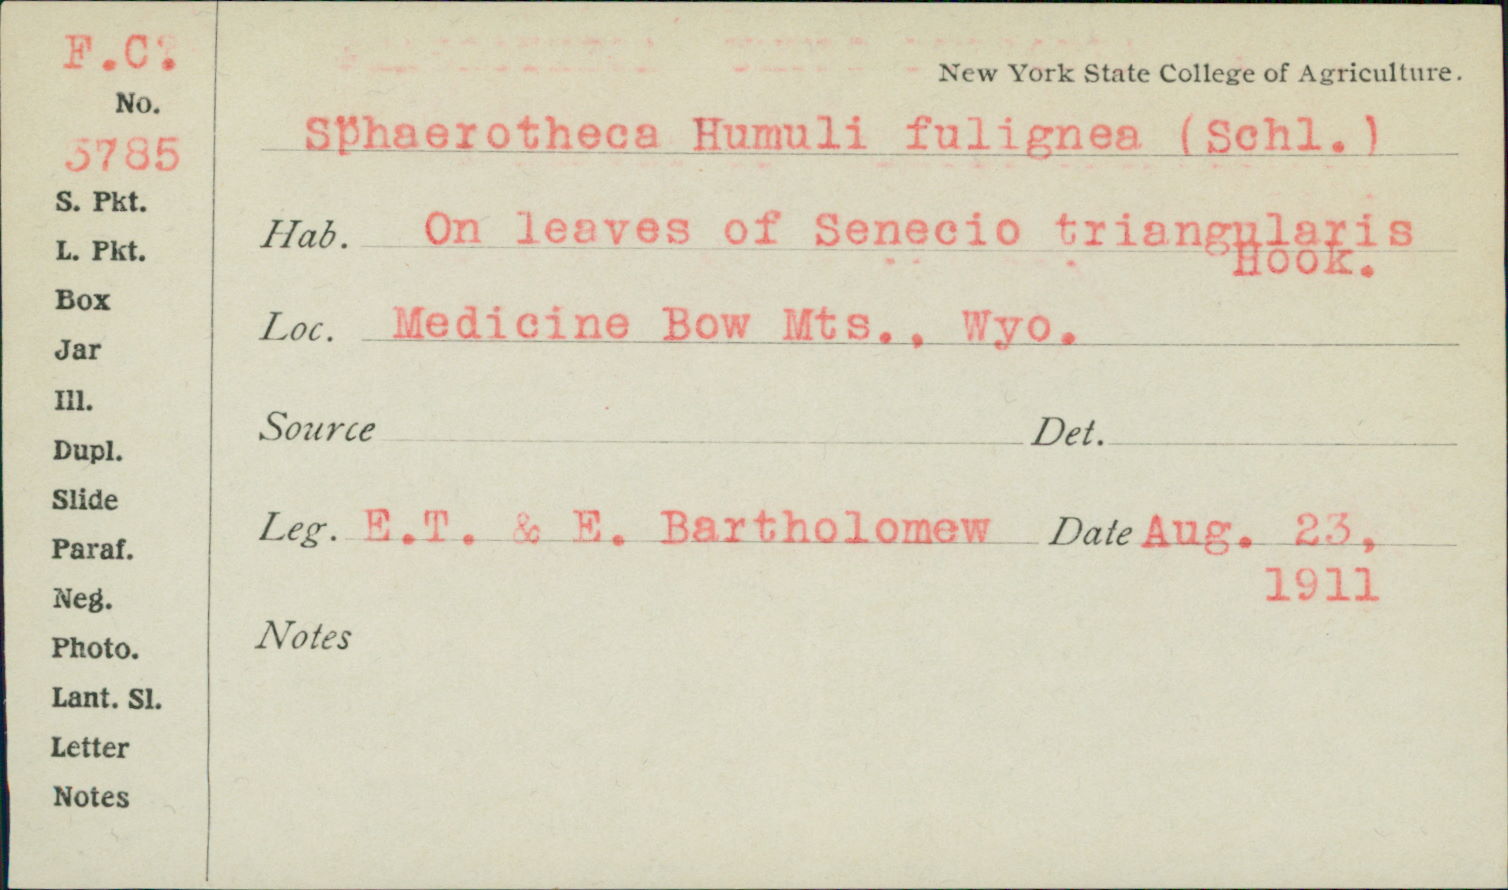 F.C.
No.
5785
S. Pkt.
L. Pkt.
Box
Jar
Ill.
Dupl.
Slide
Paraf.
Neg.
Photo.
Lant. Sl.
Letter
Notes
New York State College of Agriculture.
Sphaerotheca Humuli fulignea (Schl.)
Hab. On leaves of Senecio triangularis
Hook.
Loc. Medicine Bow Mts., Wyo.
Source Det.
Leg. E.T. & E. Bartholomew Date Aug. 23,
1911
Notes